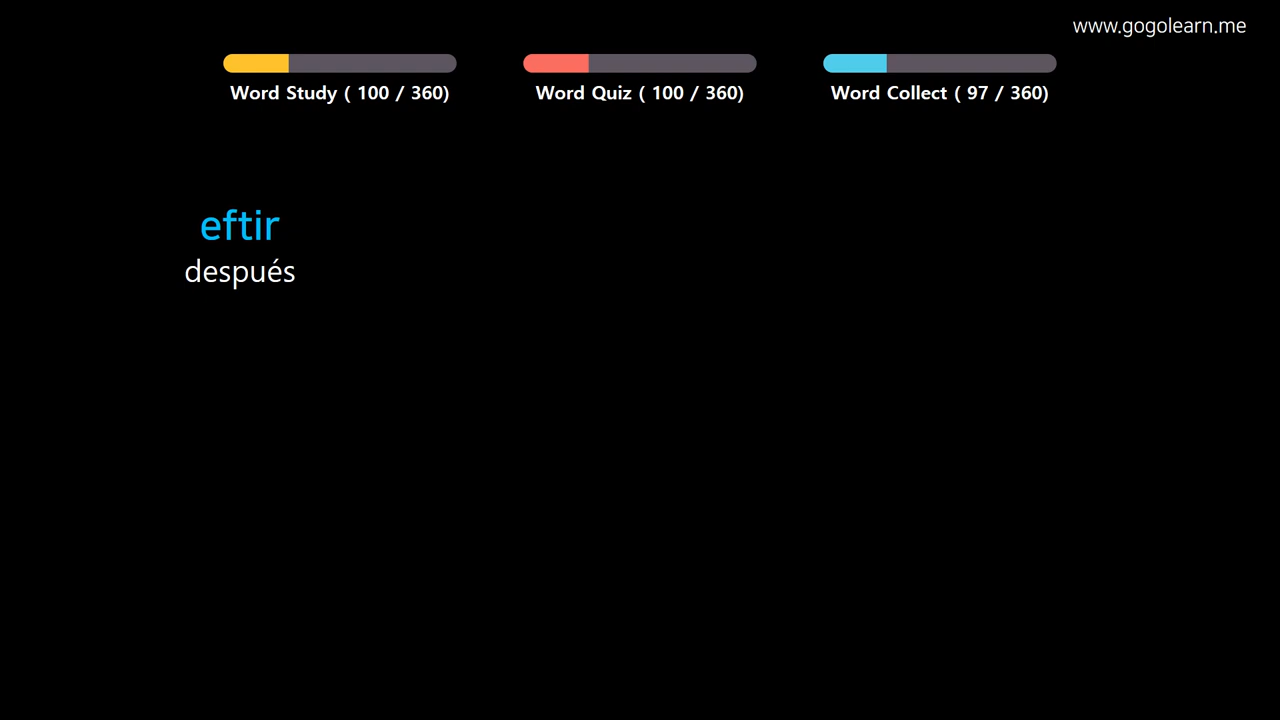 www.gogolearn.me
Word Study ( 100 / 360)
Word Quiz ( 100 / 360)
Word Collect ( 97 / 360)
eftir
después